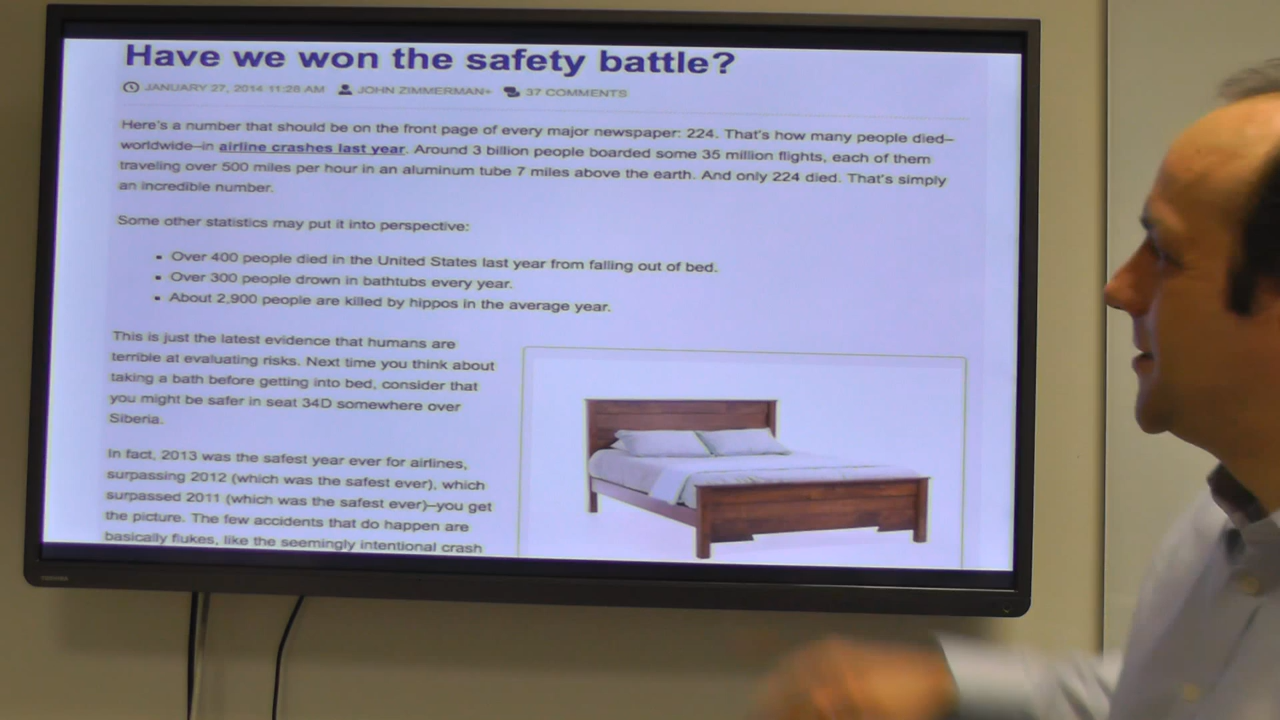 Have we won the safety battle?
JANUARY 27, 2014 11:28 AM JOHN ZIMMERMAN+ 37 COMMENTS
Here's a number that should be on the front page of every major newspaper: 224. That's how many people died–
worldwide–in airline crashes last year. Around 3 billion people boarded some 35 million flights, each of them
traveling over 500 miles per hour in an aluminum tube 7 miles above the earth. And only 224 died. That's simply
an incredible number.
Some other statistics may put it into perspective:
▪ Over 400 people died in the United States last year from falling out of bed.
▪ Over 300 people drown in bathtubs every year.
▪ About 2,900 people are killed by hippos in the average year.
This is just the latest evidence that humans are
terrible at evaluating risks. Next time you think about
taking a bath before getting into bed, consider that
you might be safer in seat 34D somewhere over
Siberia.
In fact, 2013 was the safest year ever for airlines,
surpassing 2012 (which was the safest ever), which
surpassed 2011 (which was the safest ever)–you get
the picture. The few accidents that do happen are
basically flukes, like the seemingly intentional crash
TOSHIBA